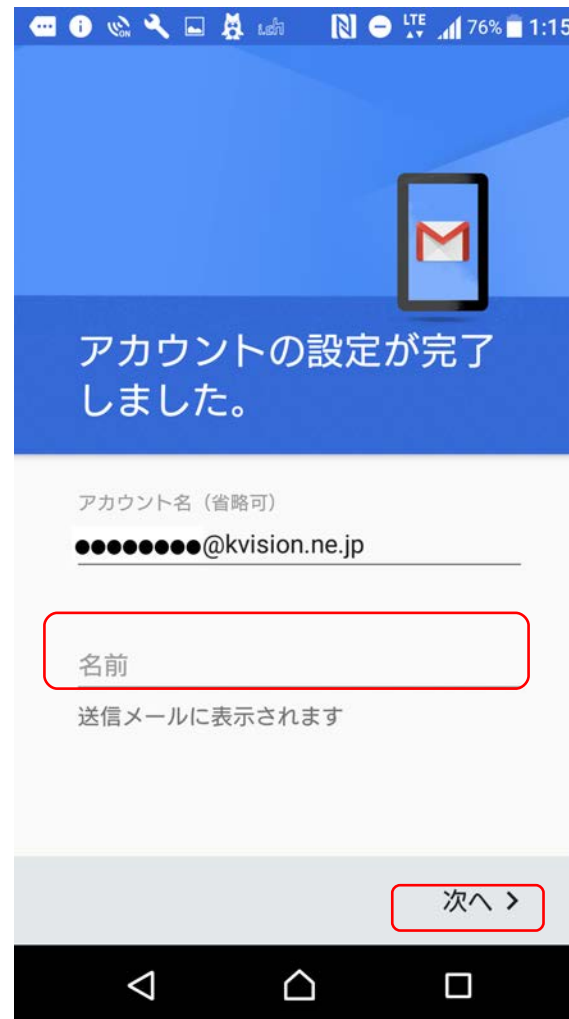 LTE 76% 1:15
アカウントの設定が完了
しました。
アカウント名（省略可）
●●●●●●●●@kvision.ne.jp
名前
送信メールに表示されます
次へ